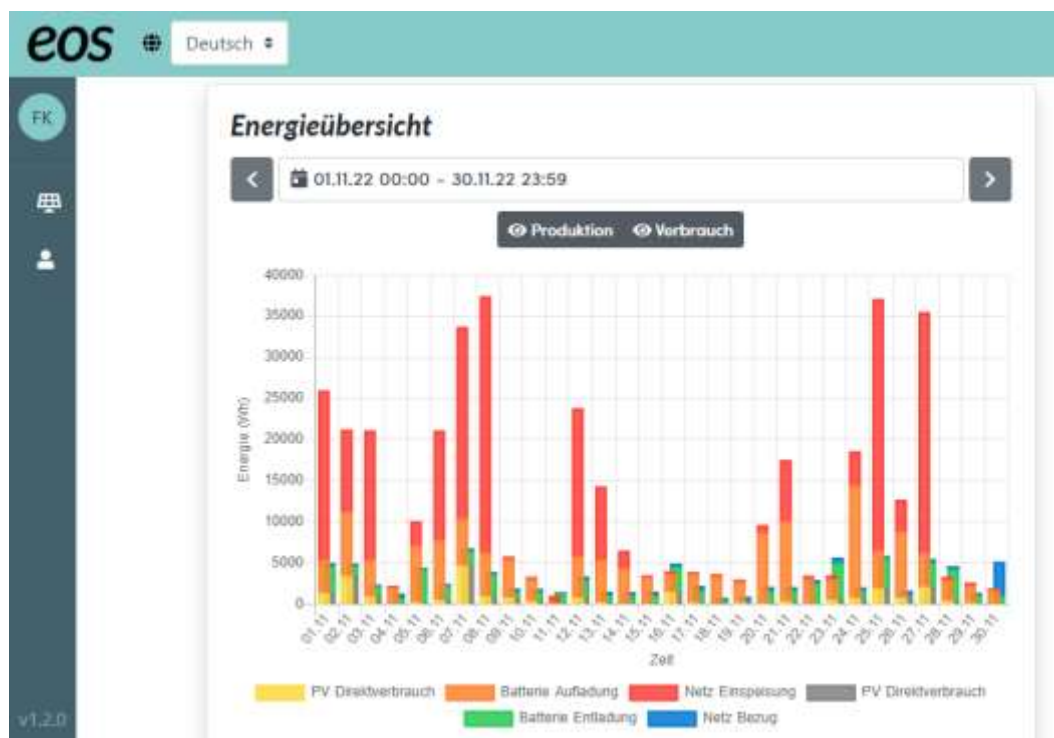 eos Deutsch
FK
Energieübersicht
01.11.22 00:00 - 30.11.22 23:59
Produktion Verbrauch
40000
35000
30000
25000
20000
15000
10000
5000
0
Energie (Wh)
01.11 02.11 03.11 04.11 05.11 06.11 07.11 08.11 09.11 10.11 11.11 12.11 13.11 14.11 15.11 16.11 17.11 18.11 19.11 20.11 21.11 22.11 23.11 24.11 25.11 26.11 27.11 28.11 29.11 30.11
Zeit
PV Direktverbrauch Batterie Aufladung Netz Einspeisung PV Direktverbrauch
Batterie Entladung Netz Bezug
v1.2.0